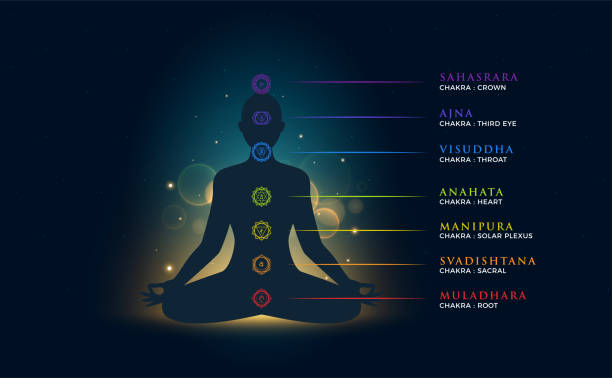 SAHASRARA
CHAKRA : CROWN
AJNA
CHAKRA : THIRD EYE
VISUDDHA
CHAKRA : THROAT
ANAHATA
CHAKRA : HEART
MANIPURA
CHAKRA : SOLAR PLEXUS
SVADISHTANA
CHAKRA : SACRAL
MULADHARA
CHAKRA : ROOT